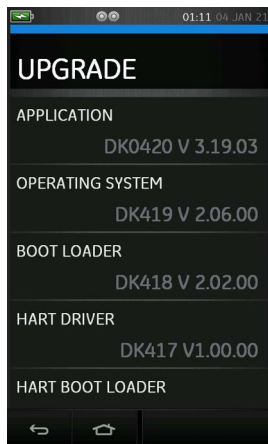 01:11 04 JAN 21
UPGRADE
APPLICATION
DK0420 V 3.19.03
OPERATING SYSTEM
DK419 V 2.06.00
BOOT LOADER
DK418 V 2.02.00
HART DRIVER
DK417 V1.00.00
HART BOOT LOADER